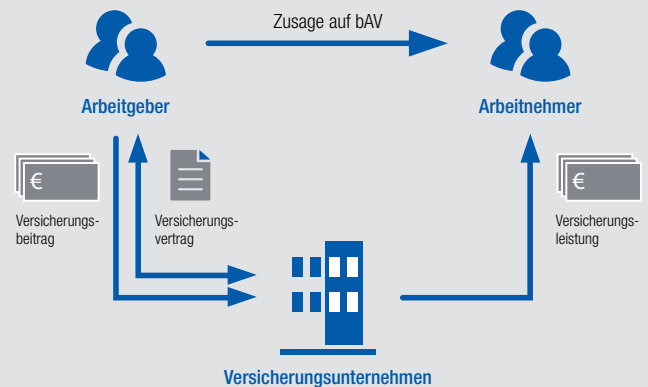 Zusage auf bAV
Arbeitgeber
Arbeitnehmer
€
Versicherungs-
beitrag
Versicherungs-
vertrag
€
Versicherungs-
leistung
Versicherungsunternehmen